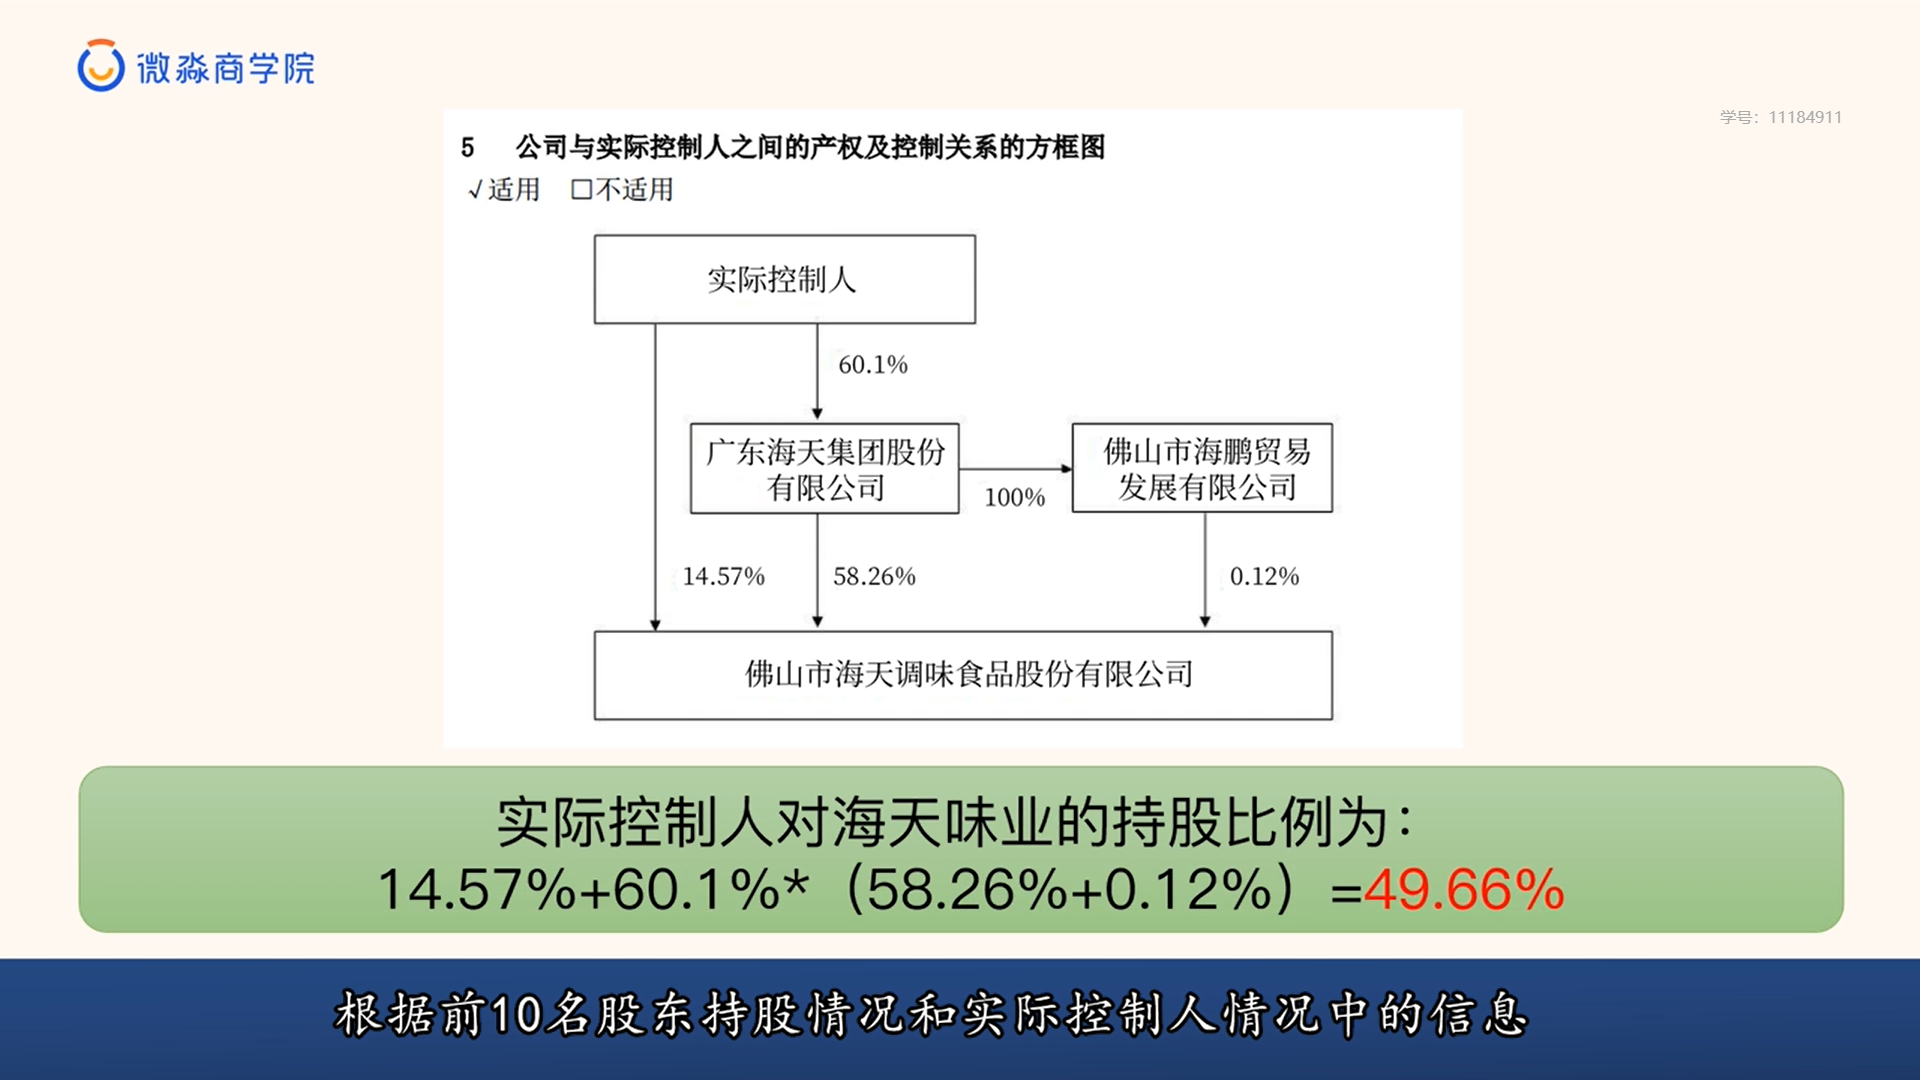 微淼商学院
学号：11184911
5 公司与实际控制人之间的产权及控制关系的方框图
√适用 □不适用
实际控制人
60.1%
广东海天集团股份
有限公司
100%
佛山市海鹏贸易
发展有限公司
14.57%
58.26%
0.12%
佛山市海天调味食品股份有限公司
实际控制人对海天味业的持股比例为：
14.57%+60.1%*（58.26%+0.12%）=49.66%
根据前10名股东持股情况和实际控制人情况中的信息